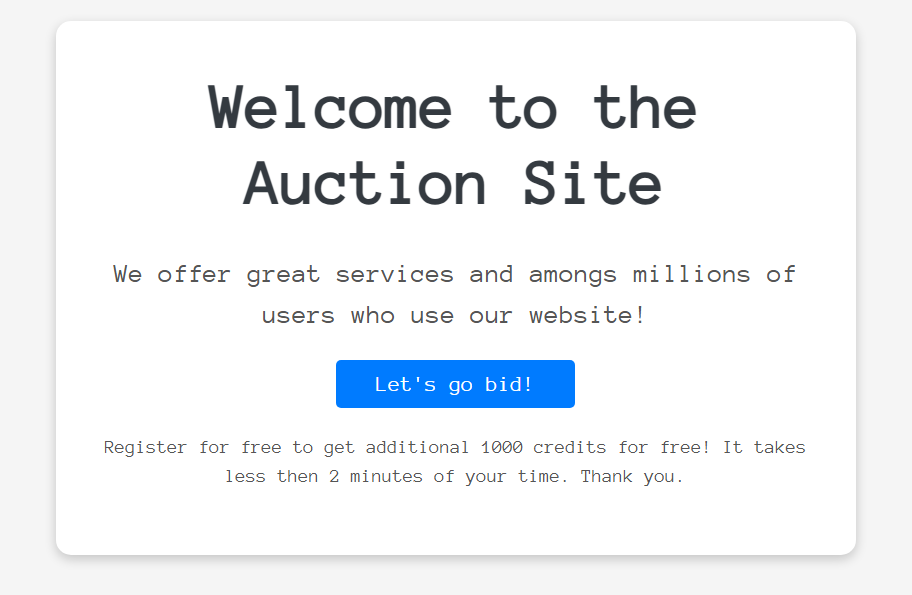 Welcome to the
Auction Site
We offer great services and amongs millions of
users who use our website!
Let's go bid!
Register for free to get additional 1000 credits for free! It takes
less then 2 minutes of your time. Thank you.